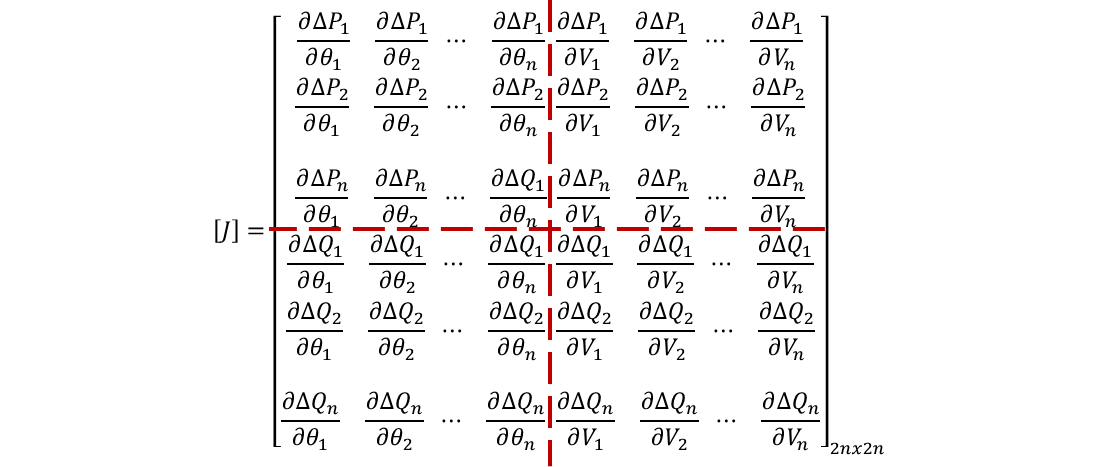 ∂ΔP₁ ∂ΔP₁ ⋯ ∂ΔP₁ ∂ΔP₁ ∂ΔP₁ ⋯ ∂ΔP₁
∂θ₁ ∂θ₂ ∂θₙ ∂V₁ ∂V₂ ∂Vₙ
∂ΔP₂ ∂ΔP₂ ⋯ ∂ΔP₂ ∂ΔP₂ ∂ΔP₂ ⋯ ∂ΔP₂
∂θ₁ ∂θ₂ ∂θₙ ∂V₁ ∂V₂ ∂Vₙ
∂ΔPₙ ∂ΔPₙ ⋯ ∂ΔQ₁ ∂ΔPₙ ∂ΔPₙ ⋯ ∂ΔPₙ
∂θ₁ ∂θ₂ ∂θₙ ∂V₁ ∂V₂ ∂Vₙ
[J] =
∂ΔQ₁ ∂ΔQ₁ ⋯ ∂ΔQ₁ ∂ΔQ₁ ∂ΔQ₁ ⋯ ∂ΔQ₁
∂θ₁ ∂θ₂ ∂θₙ ∂V₁ ∂V₂ ∂Vₙ
∂ΔQ₂ ∂ΔQ₂ ⋯ ∂ΔQ₂ ∂ΔQ₂ ∂ΔQ₂ ⋯ ∂ΔQ₂
∂θ₁ ∂θ₂ ∂θₙ ∂V₁ ∂V₂ ∂Vₙ
∂ΔQₙ ∂ΔQₙ ⋯ ∂ΔQₙ ∂ΔQₙ ∂ΔQₙ ⋯ ∂ΔQₙ
∂θ₁ ∂θ₂ ∂θₙ ∂V₁ ∂V₂ ∂Vₙ
2nx2n